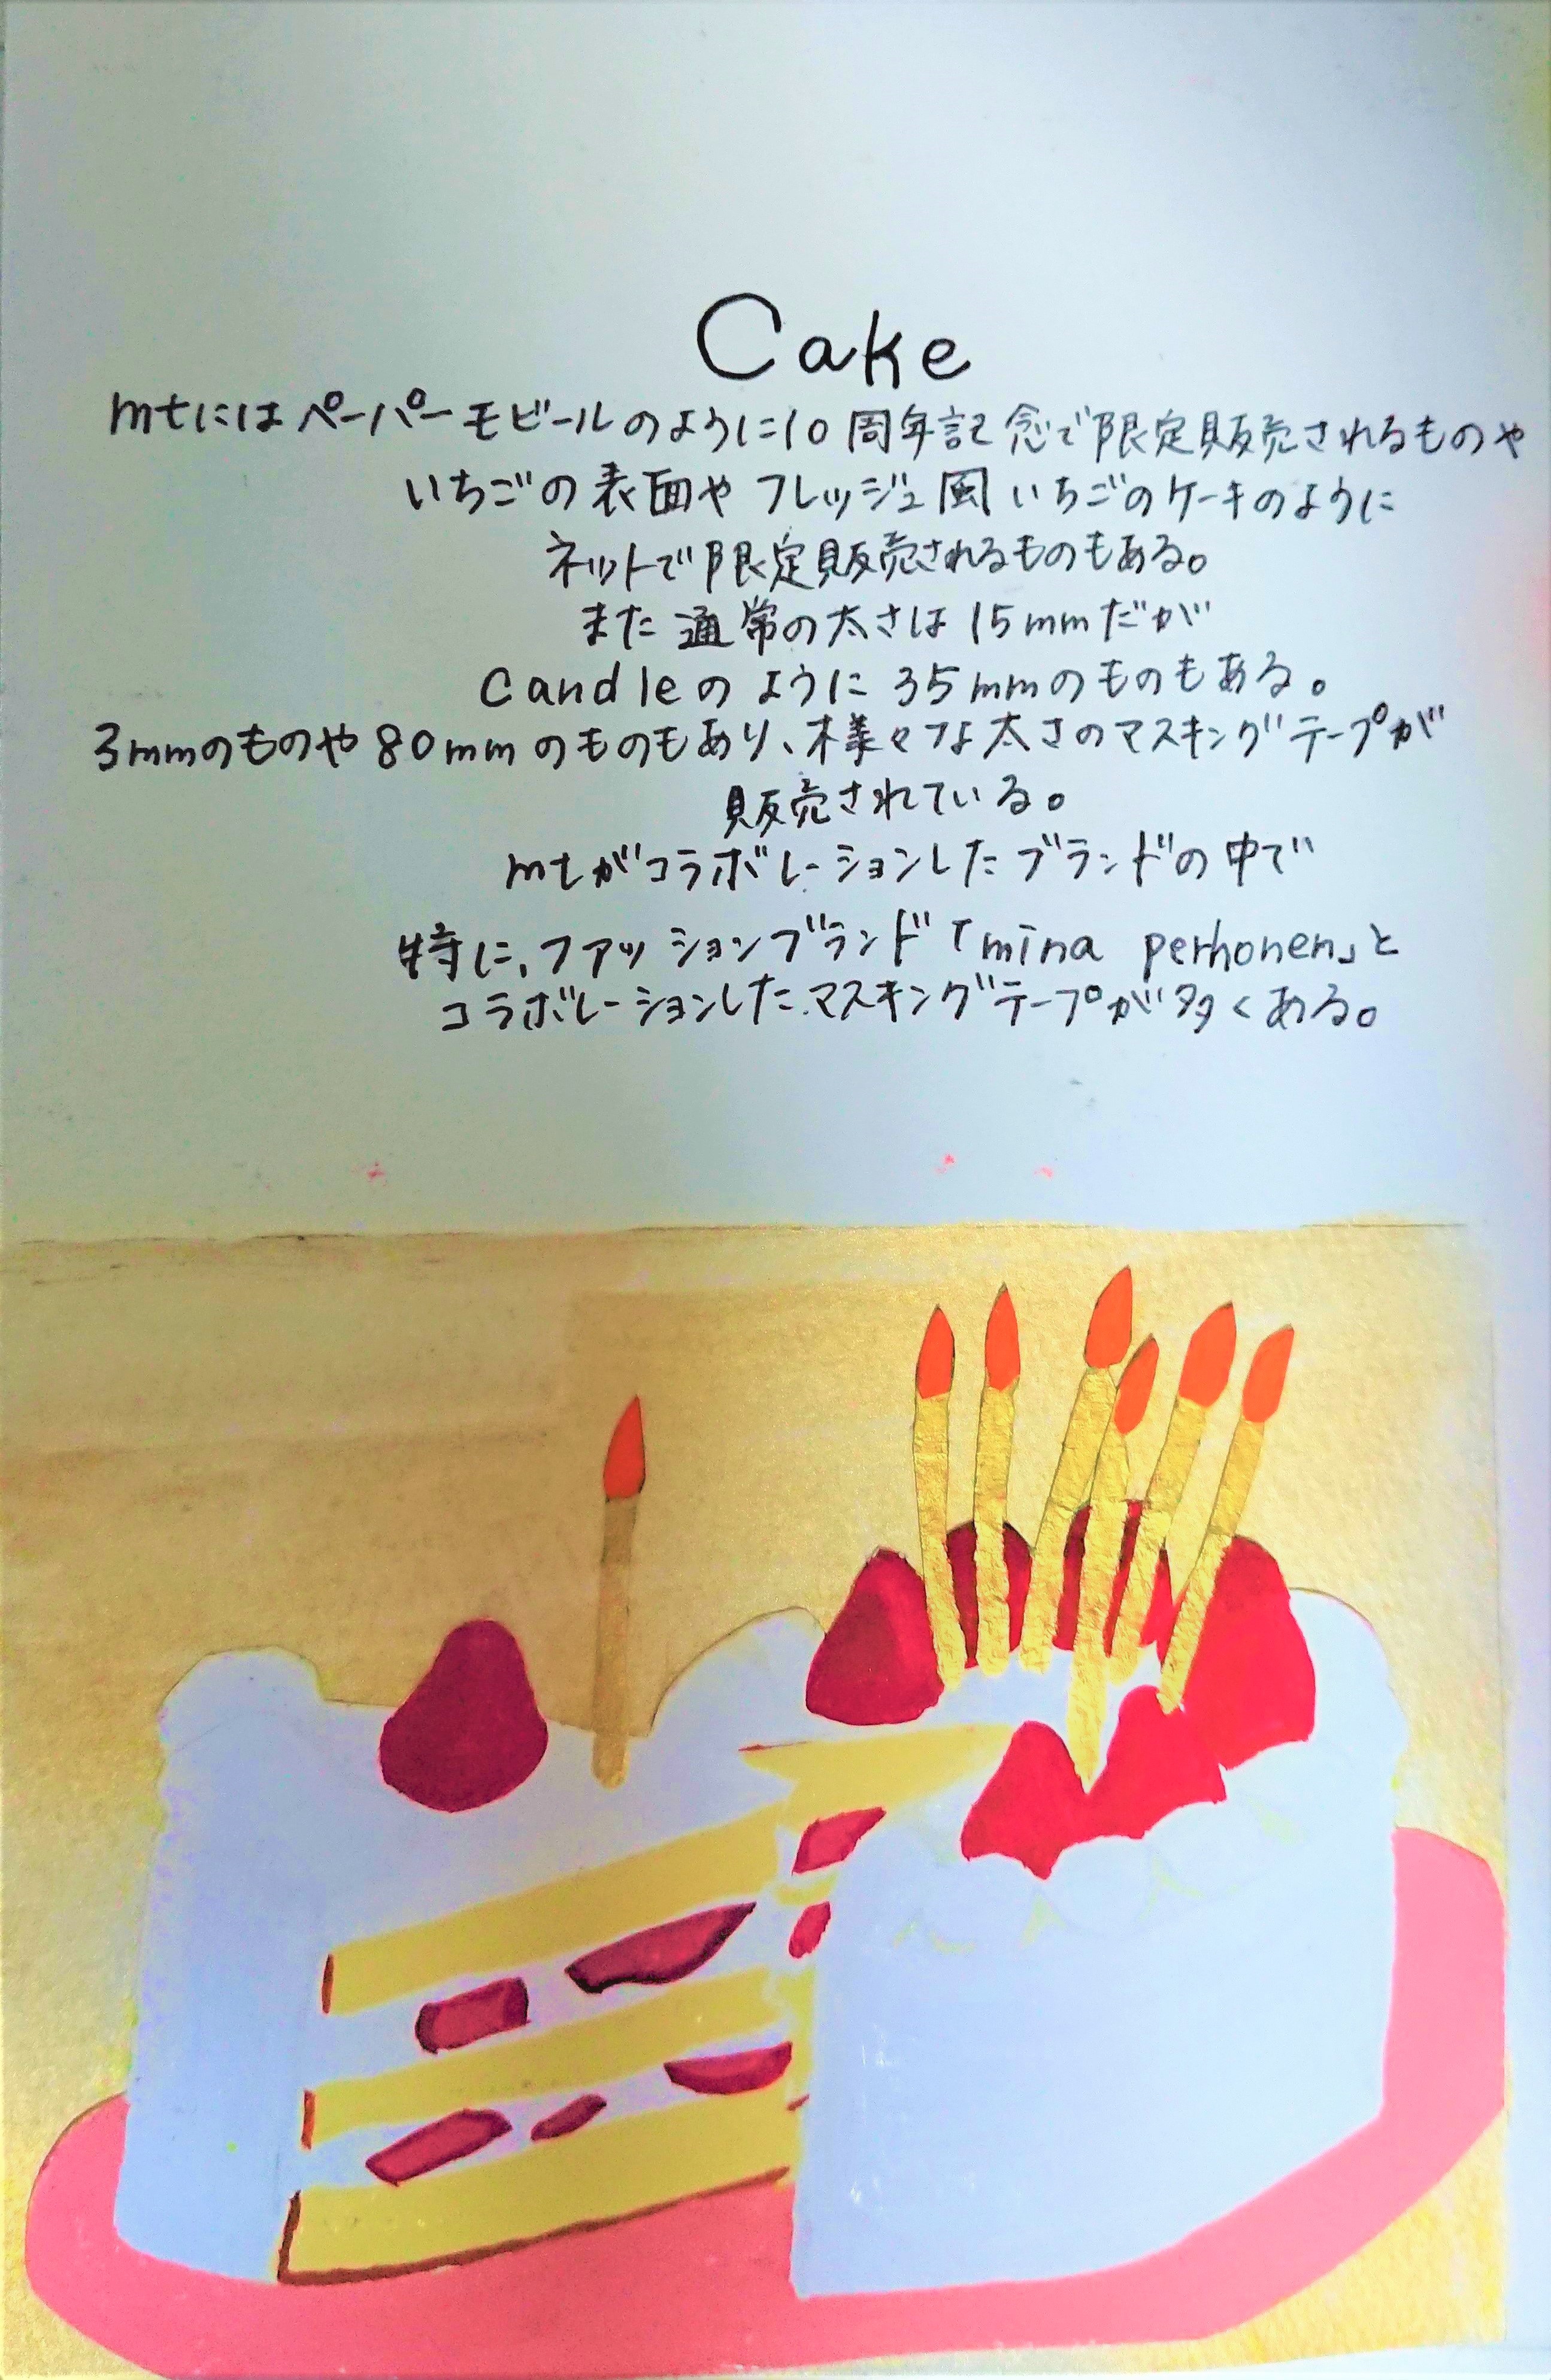 Cake
mtにはペーパーモビールのように10周年記念で限定販売されるものや
いちごの表面やフレッジュ風いちごのケーキのように
ネットで限定販売されるものもある。
また通常の太さは15mmだが
Candleのように35mmのものもある。
3mmのものや80mmのものもあり、様々な太さのマスキングテープが
販売されている。
mtがコラボレーションしたブランドの中で
特に、ファッションブランド「mina perhonen」と
コラボレーションしたマスキングテープが多くある。